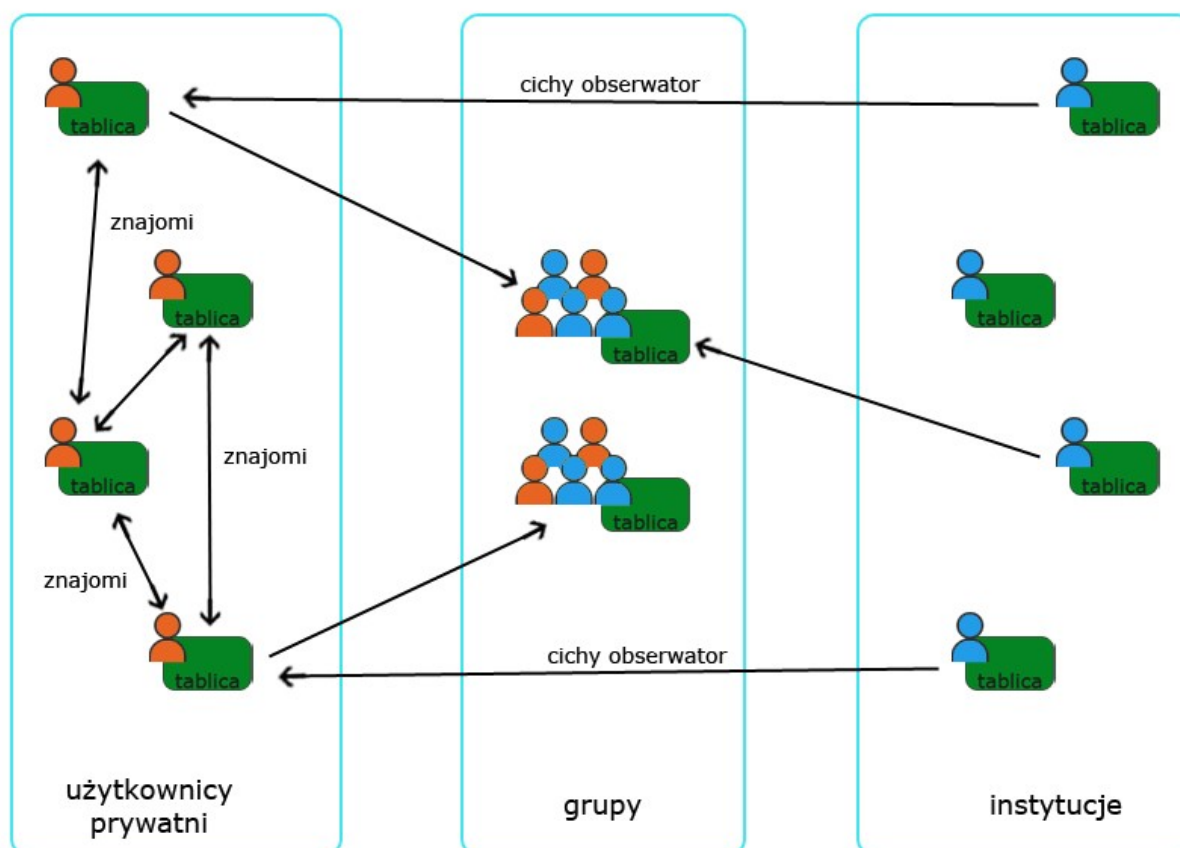 cichy obserwator
tablica
tablica
znajomi
tablica
tablica
tablica
tablica
znajomi
tablica
tablica
tablica
znajomi
cichy obserwator
tablica
tablica
użytkownicy
prywatni
grupy
instytucje